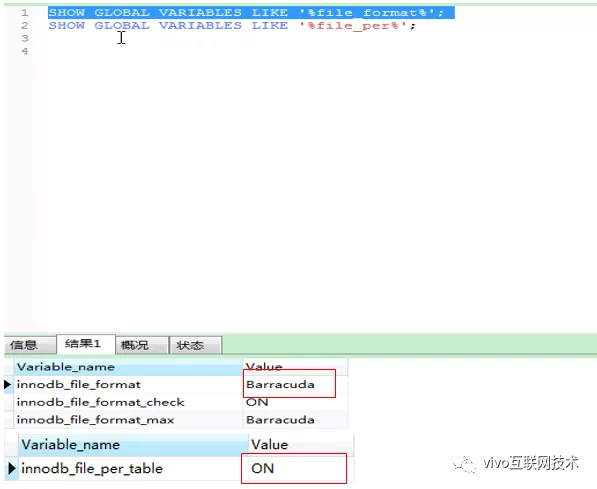 1 SHOW GLOBAL VARIABLES LIKE '%file_format%';
2 SHOW GLOBAL VARIABLES LIKE '%file_per%';
3
4
信息 结果1 概况 状态
Variable_name Value
innodb_file_format Barracuda
innodb_file_format_check ON
innodb_file_format_max Barracuda
Variable_name Value
innodb_file_per_table ON
vivo互联网技术